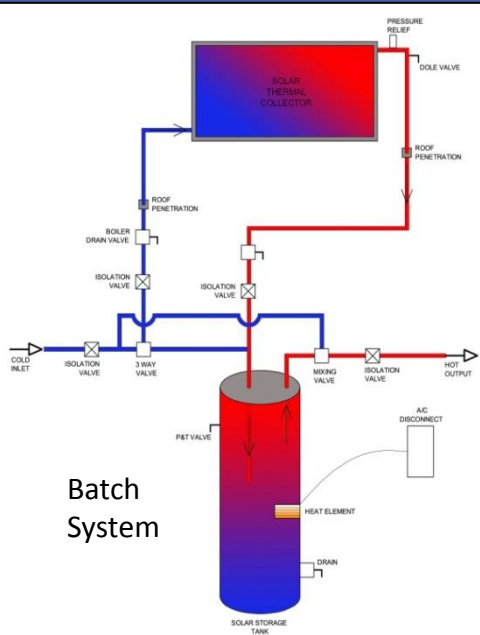 PRESSURE
RELIEF
DOLE VALVE
SOLAR
THERMAL
COLLECTOR
ROOF
PENETRATION
ROOF
PENETRATION
BOILER
DRAIN VALVE
ISOLATION
VALVE
ISOLATION
VALVE
COLD
INLET
ISOLATION
VALVE
3 WAY
VALVE
MIXING
VALVE
ISOLATION
VALVE
HOT
OUTPUT
A/C
DISCONNECT
P&T VALVE
Batch
System
HEAT ELEMENT
DRAIN
SOLAR STORAGE
TANK